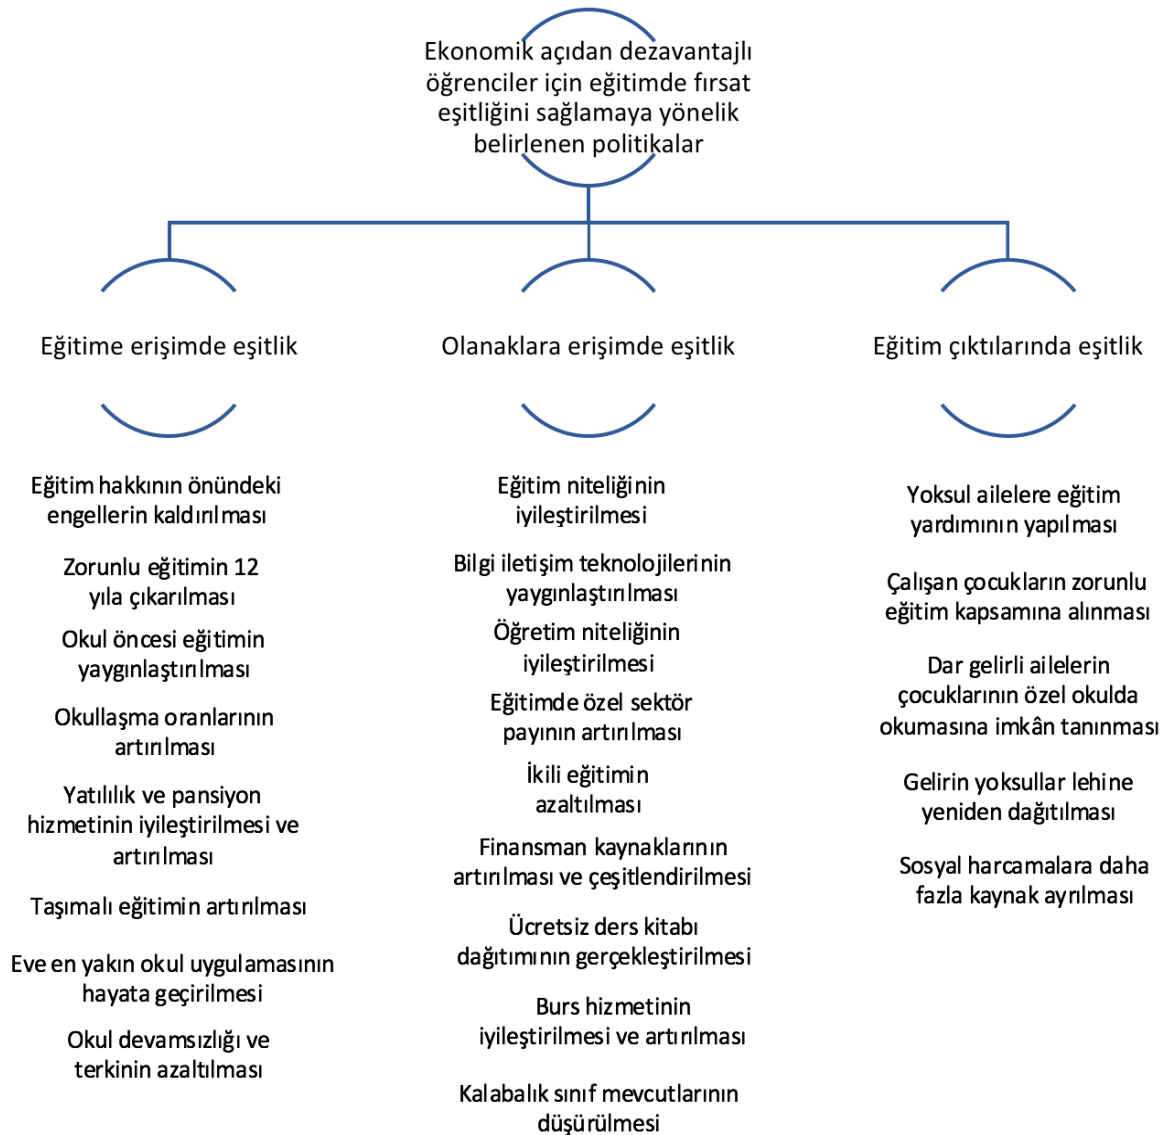 Ekonomik açıdan dezavantajlı
öğrenciler için eğitimde fırsat
eşitliğini sağlamaya yönelik
belirlenen politikalar
Eğitime erişimde eşitlik
Eğitim hakkının önündeki
engellerin kaldırılması
Zorunlu eğitimin 12
yıla çıkarılması
Okul öncesi eğitimin
yaygınlaştırılması
Okullaşma oranlarının
artırılması
Yatılılık ve pansiyon
hizmetinin iyileştirilmesi ve
artırılması
Taşımalı eğitimin artırılması
Eve en yakın okul uygulamasının
hayata geçirilmesi
Okul devamsızlığı ve
terkinin azaltılması
Olanaklara erişimde eşitlik
Eğitim niteliğinin
iyileştirilmesi
Bilgi iletişim teknolojilerinin
yaygınlaştırılması
Öğretim niteliğinin
iyileştirilmesi
Eğitimde özel sektör
payının artırılması
İkili eğitimin
azaltılması
Finansman kaynaklarının
artırılması ve çeşitlendirilmesi
Ücretsiz ders kitabı
dağıtımının gerçekleştirilmesi
Burs hizmetinin
iyileştirilmesi ve artırılması
Kalabalık sınıf mevcutlarının
düşürülmesi
Eğitim çıktılarında eşitlik
Yoksul ailelere eğitim
yardımının yapılması
Çalışan çocukların zorunlu
eğitim kapsamına alınması
Dar gelirli ailelerin
çocuklarının özel okulda
okumasına imkân tanınması
Gelirin yoksullar lehine
yeniden dağıtılması
Sosyal harcamalara daha
fazla kaynak ayrılması